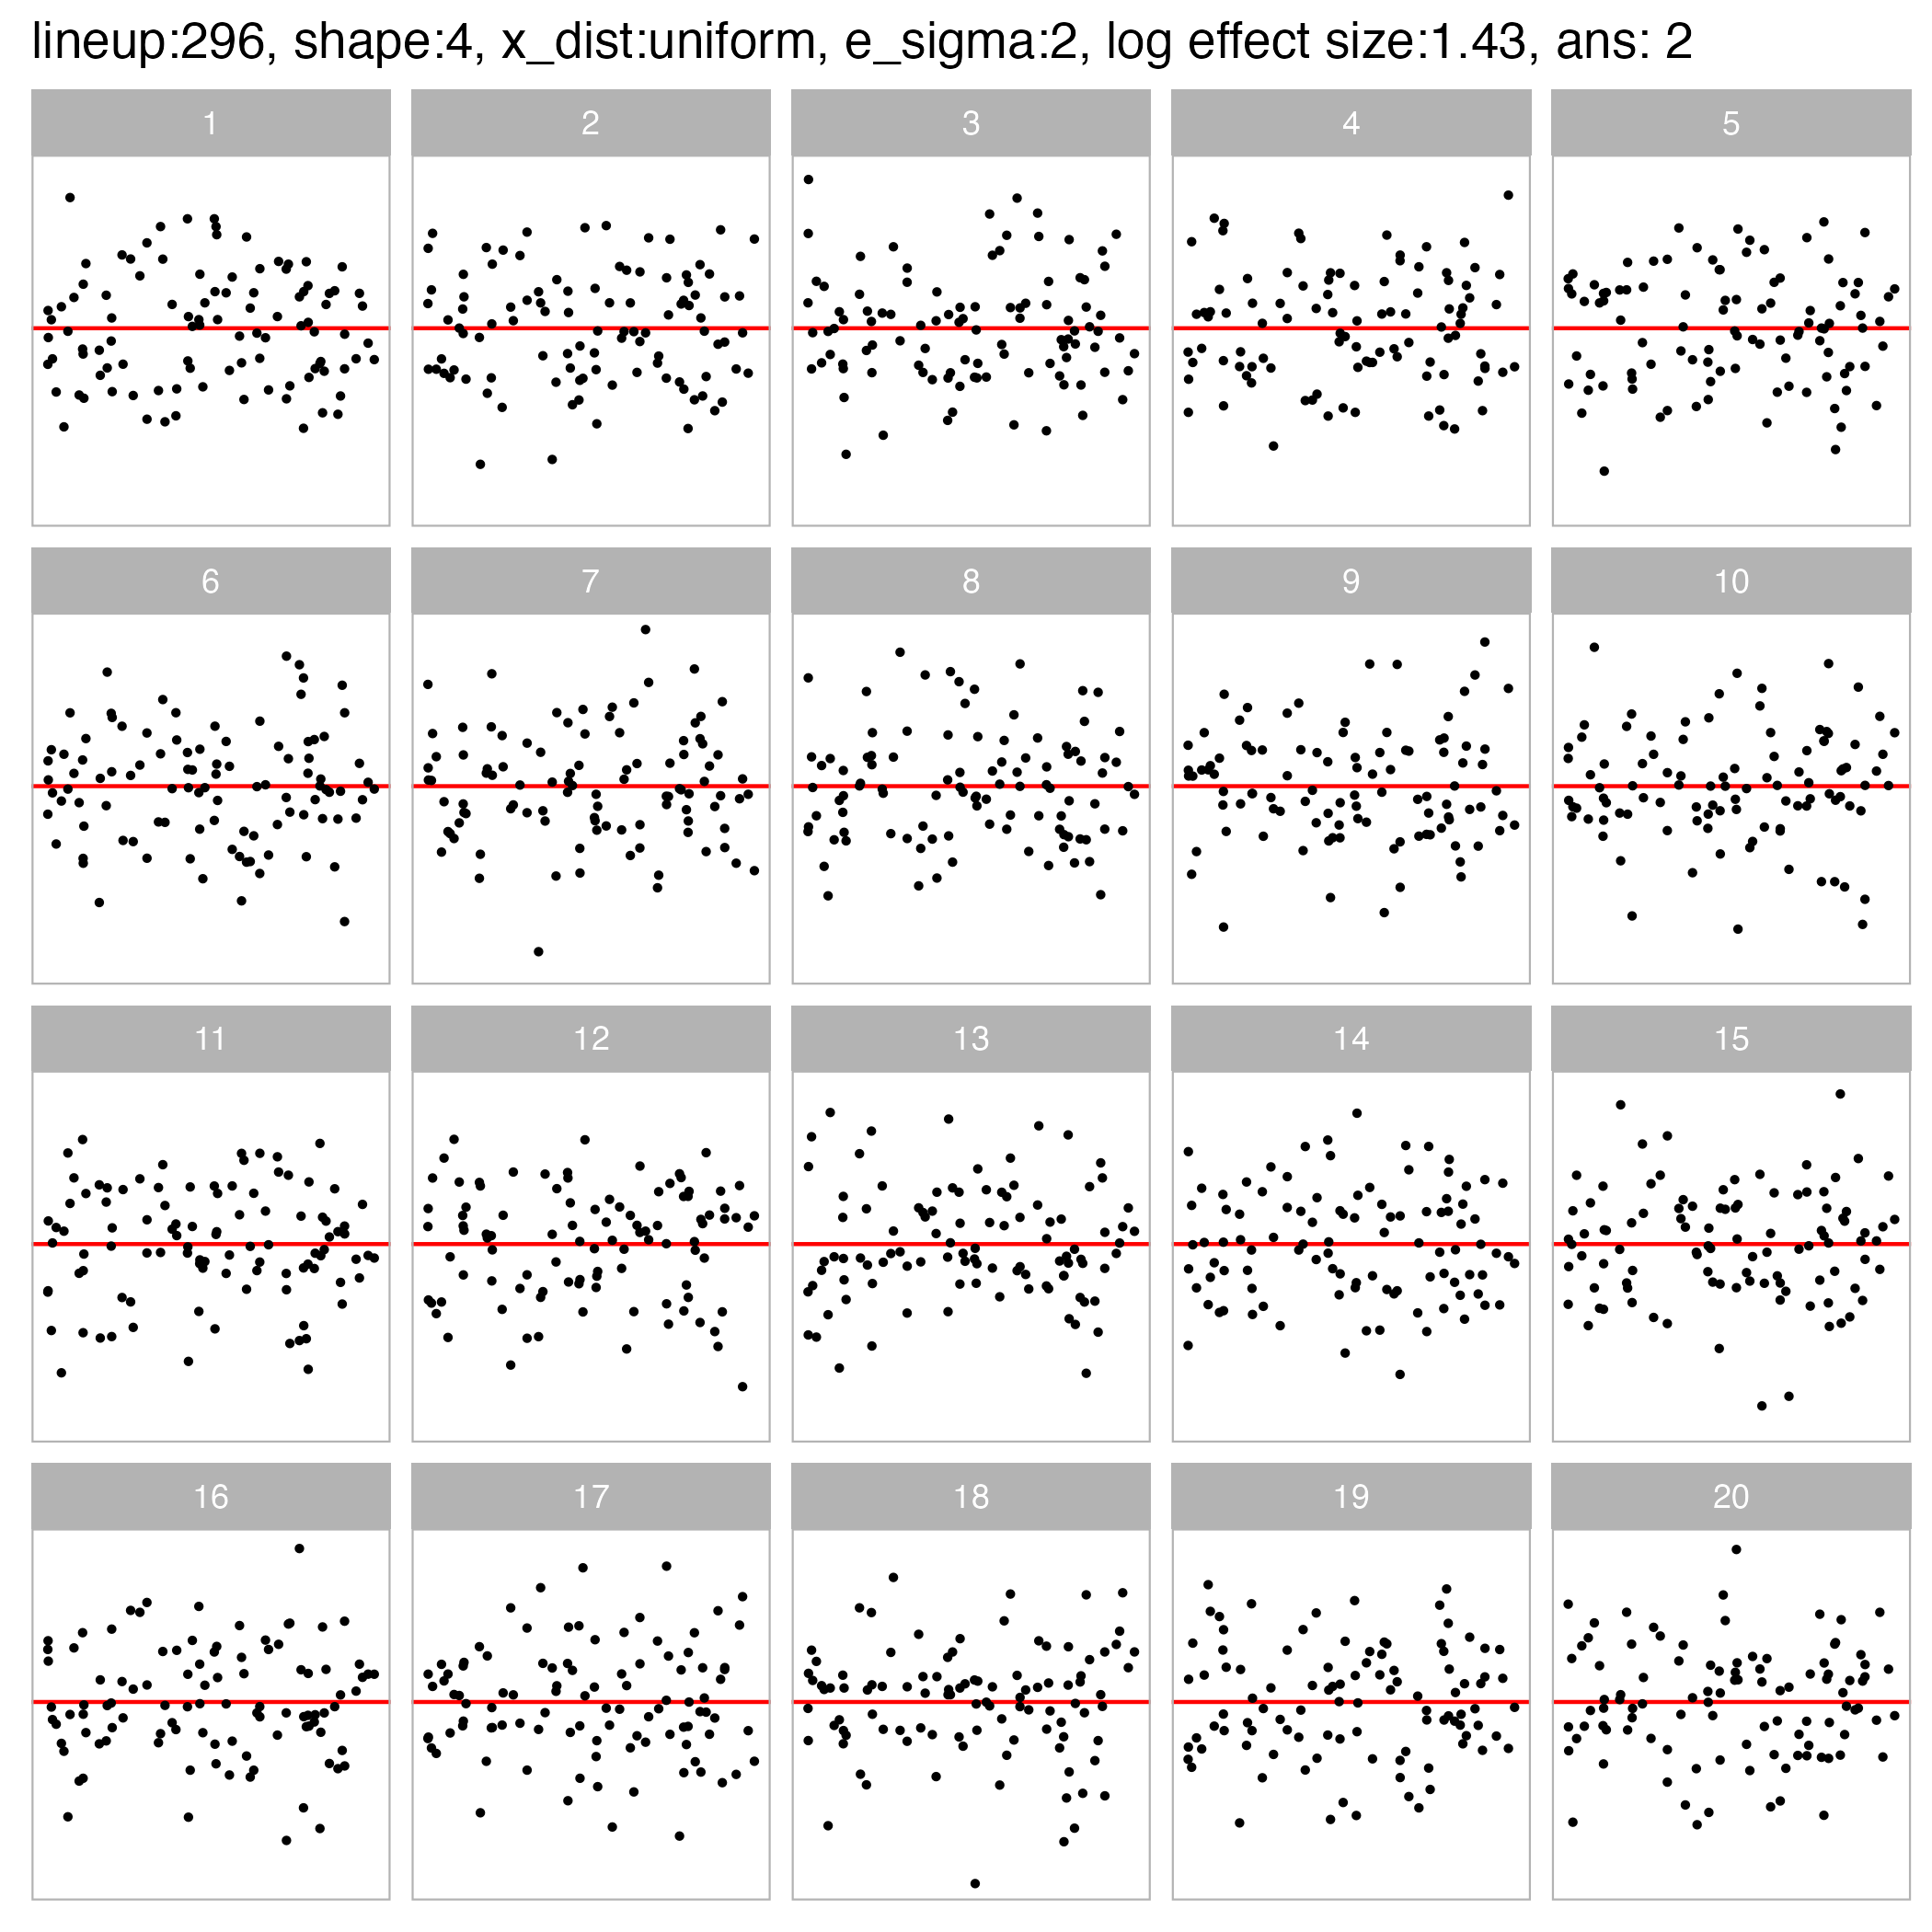 lineup:296, shape:4, x_dist:uniform, e_sigma:2, log effect size:1.43, ans: 2
1 2 3 4 5
6 7 8 9 10
11 12 13 14 15
16 17 18 19 20